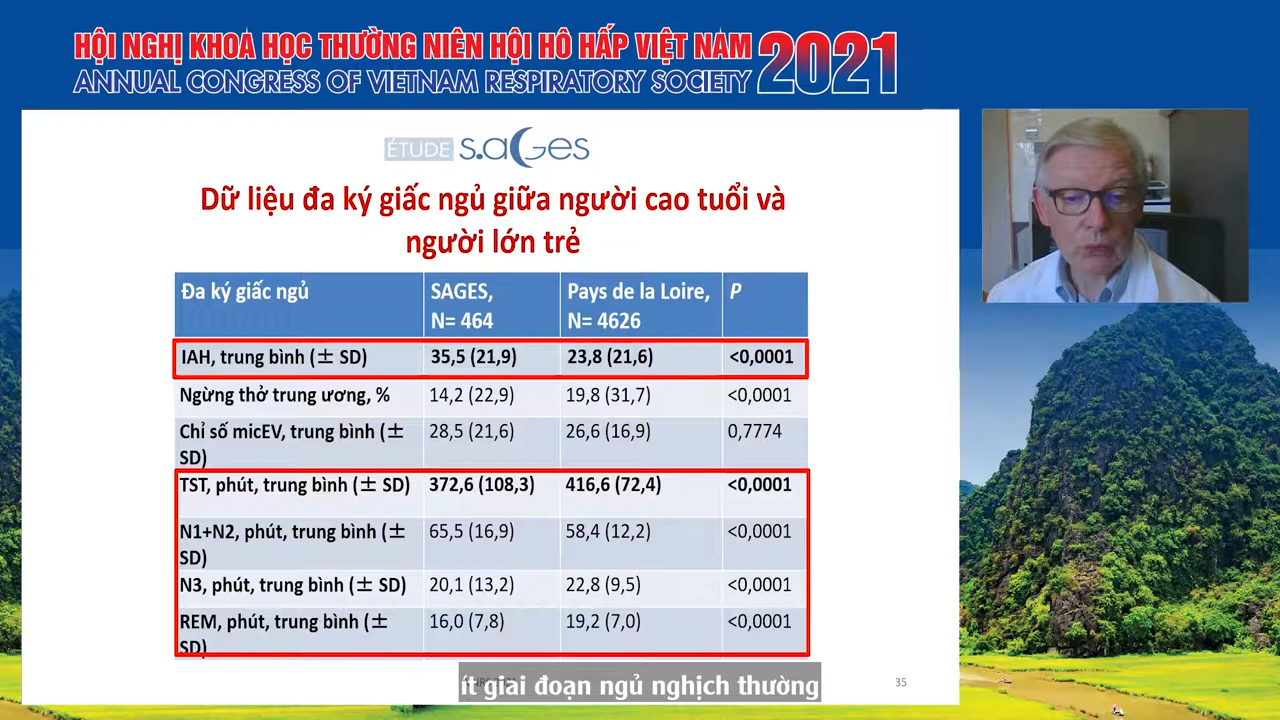 HỘI NGHỊ KHOA HỌC THƯỜNG NIÊN HỘI HÔ HẤP VIỆT NAM 2021
ANNUAL CONGRESS OF VIETNAM RESPIRATORY SOCIETY
ÉTUDE s.aGes
Dữ liệu đa ký giấc ngủ giữa người cao tuổi và
người lớn trẻ
Đa ký giấc ngủ SAGES, N= 464 Pays de la Loire, N= 4626 P
IAH, trung bình (± SD) 35,5 (21,9) 23,8 (21,6) <0,0001
Ngừng thở trung ương, % 14,2 (22,9) 19,8 (31,7) <0,0001
Chỉ số micEV, trung bình (± SD) 28,5 (21,6) 26,6 (16,9) 0,7774
TST, phút, trung bình (± SD) 372,6 (108,3) 416,6 (72,4) <0,0001
N1+N2, phút, trung bình (± SD) 65,5 (16,9) 58,4 (12,2) <0,0001
N3, phút, trung bình (± SD) 20,1 (13,2) 22,8 (9,5) <0,0001
REM, phút, trung bình (± SD) 16,0 (7,8) 19,2 (7,0) <0,0001
ít giai đoạn ngủ nghịch thường
35